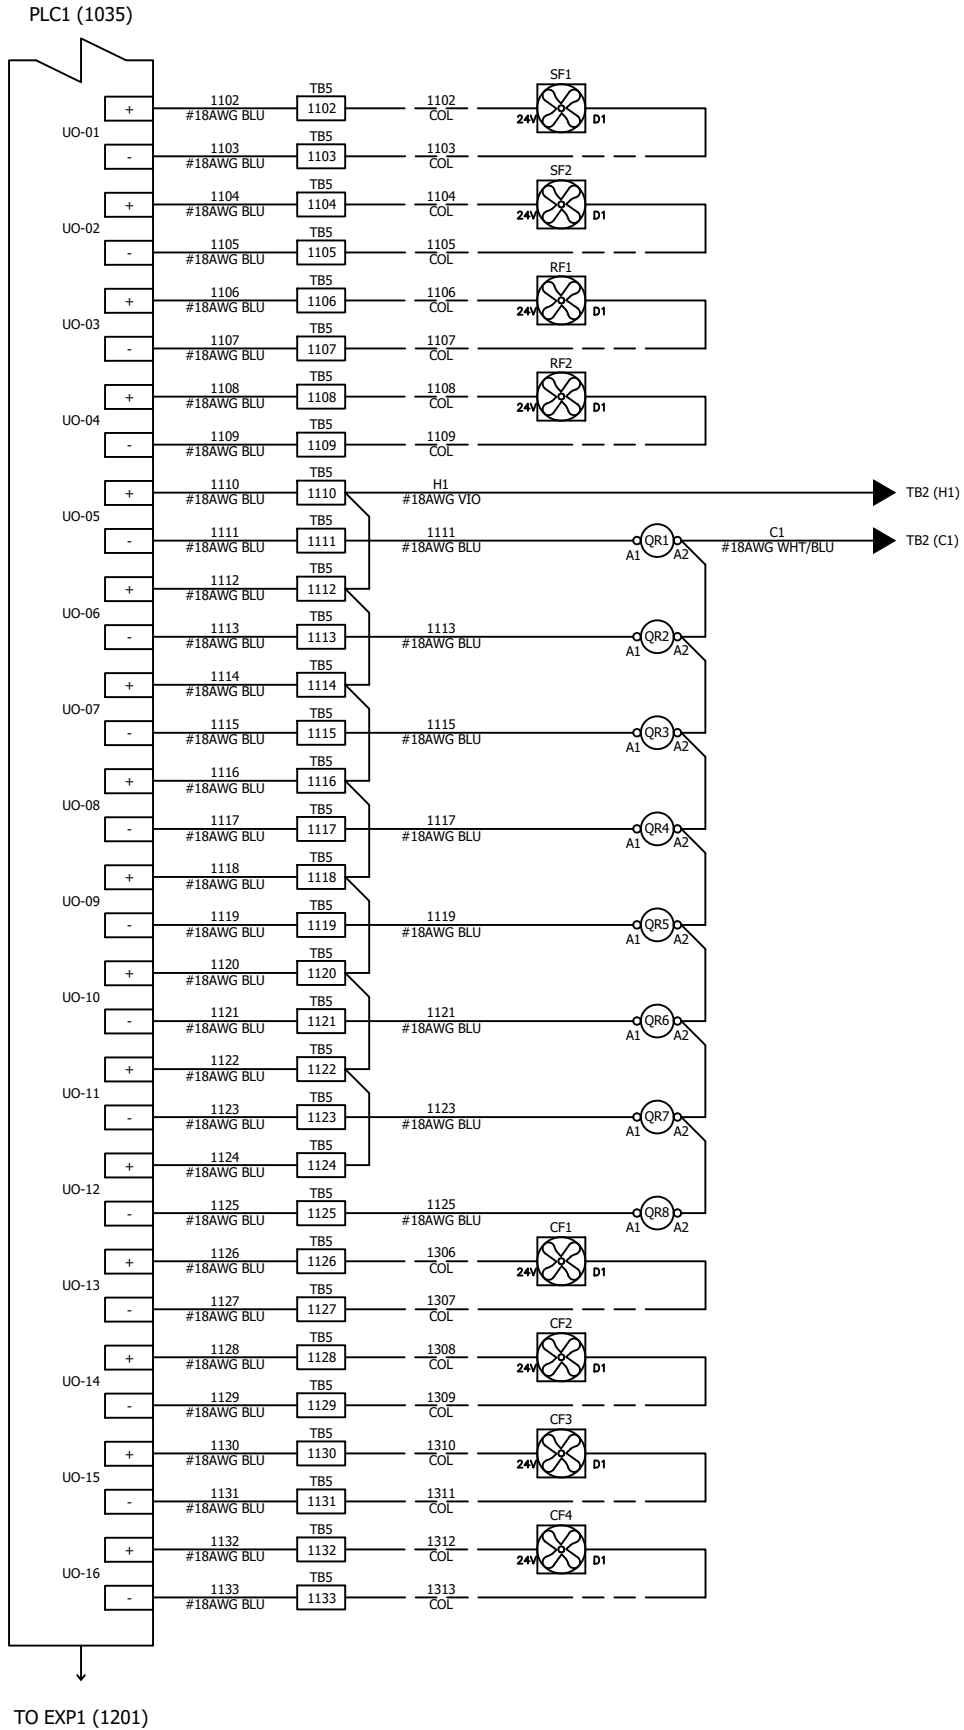 PLC1 (1035)
SF1
TB5
+ 1102 1102 1102
#18AWG BLU COL 24V D1
UO-01
TB5
- 1103 1103 1103
#18AWG BLU COL
SF2
TB5
+ 1104 1104 1104
#18AWG BLU COL 24V D1
UO-02
TB5
- 1105 1105 1105
#18AWG BLU COL
RF1
TB5
+ 1106 1106 1106
#18AWG BLU COL 24V D1
UO-03
TB5
- 1107 1107 1107
#18AWG BLU COL
RF2
TB5
+ 1108 1108 1108
#18AWG BLU COL 24V D1
UO-04
TB5
- 1109 1109 1109
#18AWG BLU COL
TB5
+ 1110 1110 H1 TB2 (H1)
#18AWG BLU #18AWG VIO
UO-05
TB5
- 1111 1111 1111 QR1 C1 TB2 (C1)
#18AWG BLU #18AWG BLU A1 A2 #18AWG WHT/BLU
TB5
+ 1112 1112
#18AWG BLU
UO-06
TB5
- 1113 1113 1113 QR2
#18AWG BLU #18AWG BLU A1 A2
TB5
+ 1114 1114
#18AWG BLU
UO-07
TB5
- 1115 1115 1115 QR3
#18AWG BLU #18AWG BLU A1 A2
TB5
+ 1116 1116
#18AWG BLU
UO-08
TB5
- 1117 1117 1117 QR4
#18AWG BLU #18AWG BLU A1 A2
TB5
+ 1118 1118
#18AWG BLU
UO-09
TB5
- 1119 1119 1119 QR5
#18AWG BLU #18AWG BLU A1 A2
TB5
+ 1120 1120
#18AWG BLU
UO-10
TB5
- 1121 1121 1121 QR6
#18AWG BLU #18AWG BLU A1 A2
TB5
+ 1122 1122
#18AWG BLU
UO-11
TB5
- 1123 1123 1123 QR7
#18AWG BLU #18AWG BLU A1 A2
TB5
+ 1124 1124
#18AWG BLU
UO-12
TB5
- 1125 1125 1125 QR8
#18AWG BLU #18AWG BLU A1 A2
CF1
TB5
+ 1126 1126 1306
#18AWG BLU COL 24V D1
UO-13
TB5
- 1127 1127 1307
#18AWG BLU COL
CF2
TB5
+ 1128 1128 1308
#18AWG BLU COL 24V D1
UO-14
TB5
- 1129 1129 1309
#18AWG BLU COL
CF3
TB5
+ 1130 1130 1310
#18AWG BLU COL 24V D1
UO-15
TB5
- 1131 1131 1311
#18AWG BLU COL
CF4
TB5
+ 1132 1132 1312
#18AWG BLU COL 24V D1
UO-16
TB5
- 1133 1133 1313
#18AWG BLU COL
TO EXP1 (1201)